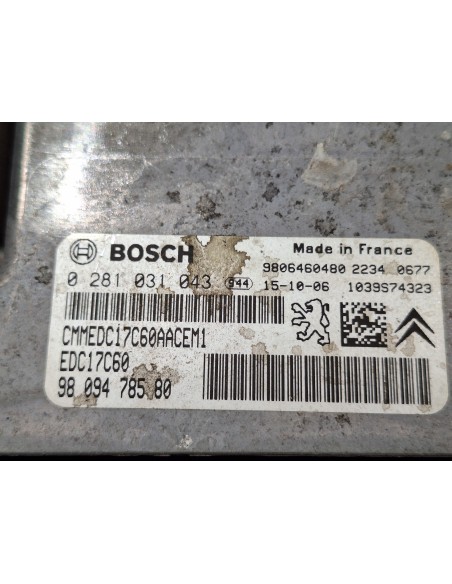 BOSCH
Made in France
9806460480 2234 0677
0 281 031 043 944 15-10-06 1039S74323
CMMEDC17C60AACEM1
EDC17C60
98 094 785 80